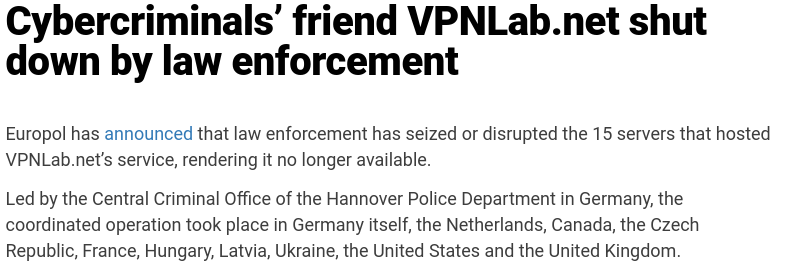 Cybercriminals’ friend VPNLab.net shut
down by law enforcement
Europol has announced that law enforcement has seized or disrupted the 15 servers that hosted
VPNLab.net’s service, rendering it no longer available.
Led by the Central Criminal Office of the Hannover Police Department in Germany, the
coordinated operation took place in Germany itself, the Netherlands, Canada, the Czech
Republic, France, Hungary, Latvia, Ukraine, the United States and the United Kingdom.